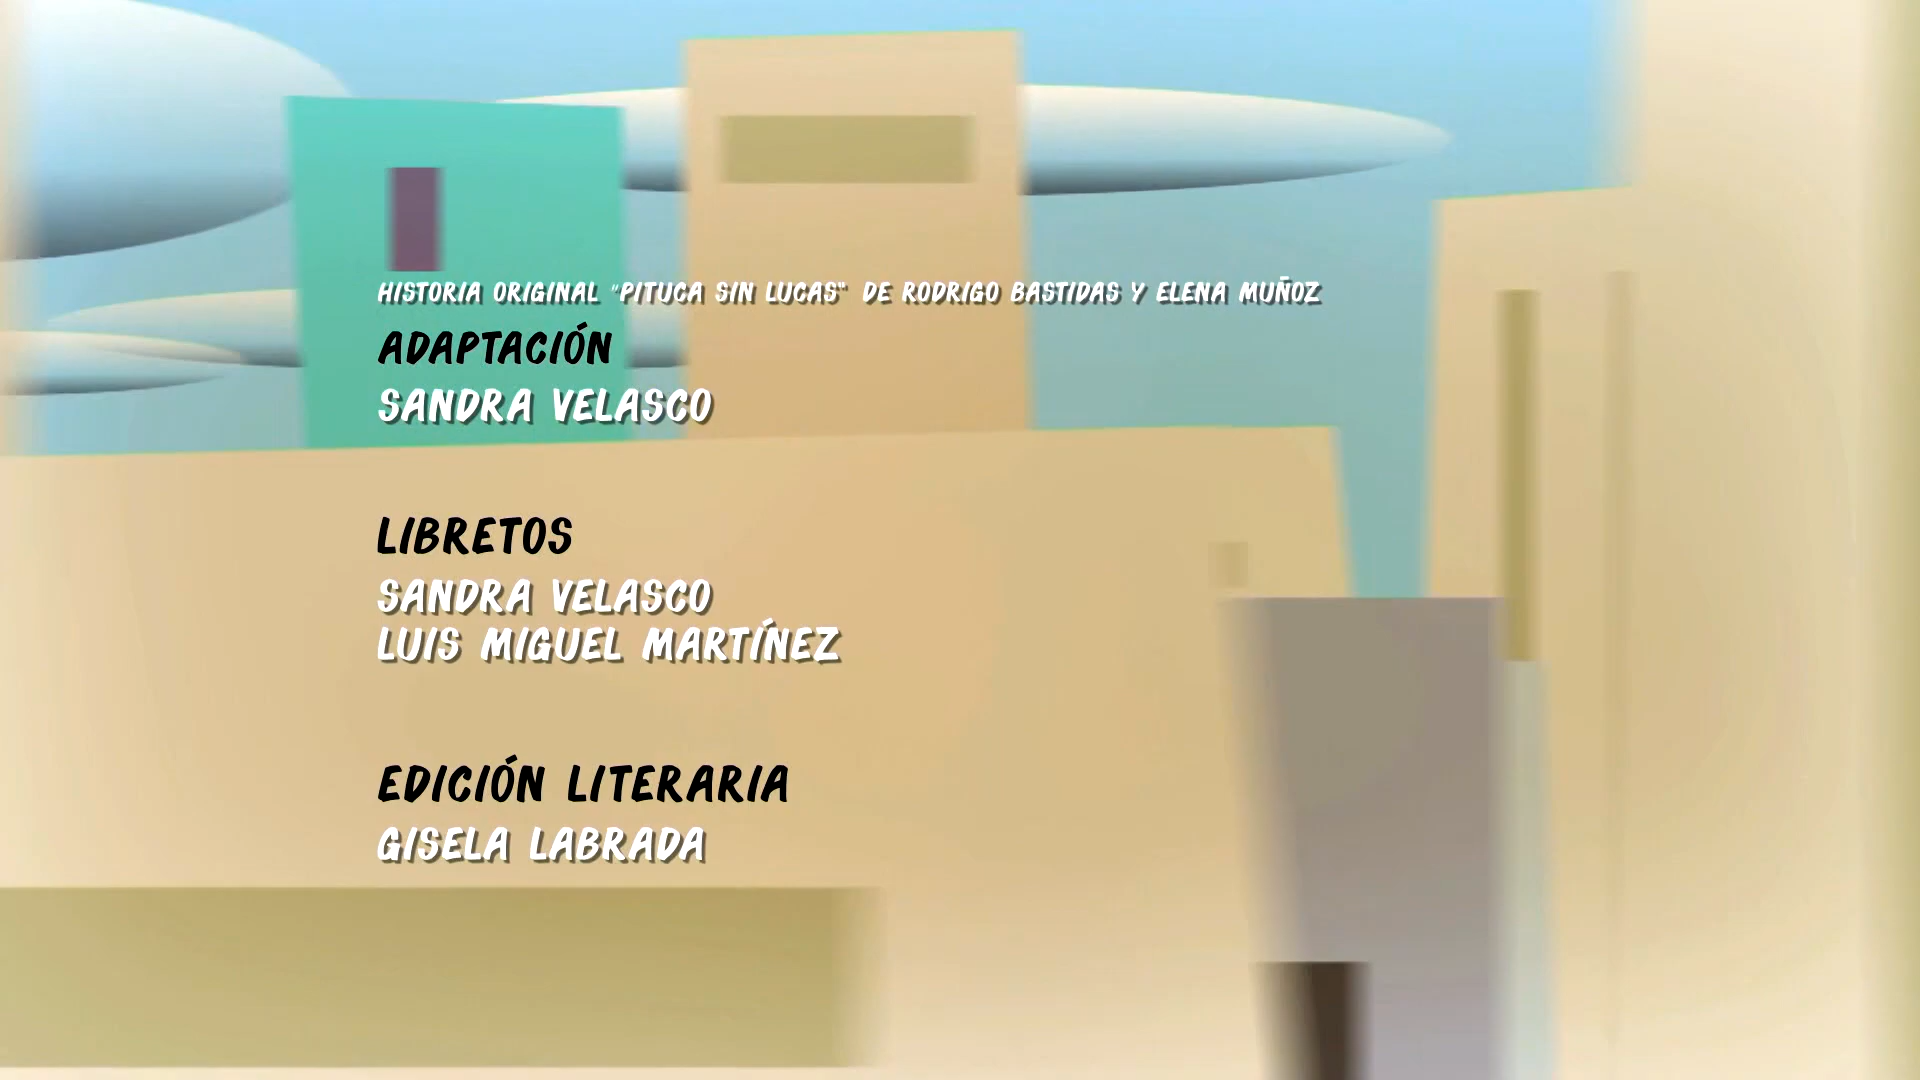 HISTORIA ORIGINAL "PITUCA SIN LUCAS" DE RODRIGO BASTIDAS Y ELENA MUÑOZ
ADAPTACIÓN
SANDRA VELASCO
LIBRETOS
SANDRA VELASCO
LUIS MIGUEL MARTÍNEZ
EDICIÓN LITERARIA
GISELA LABRADA